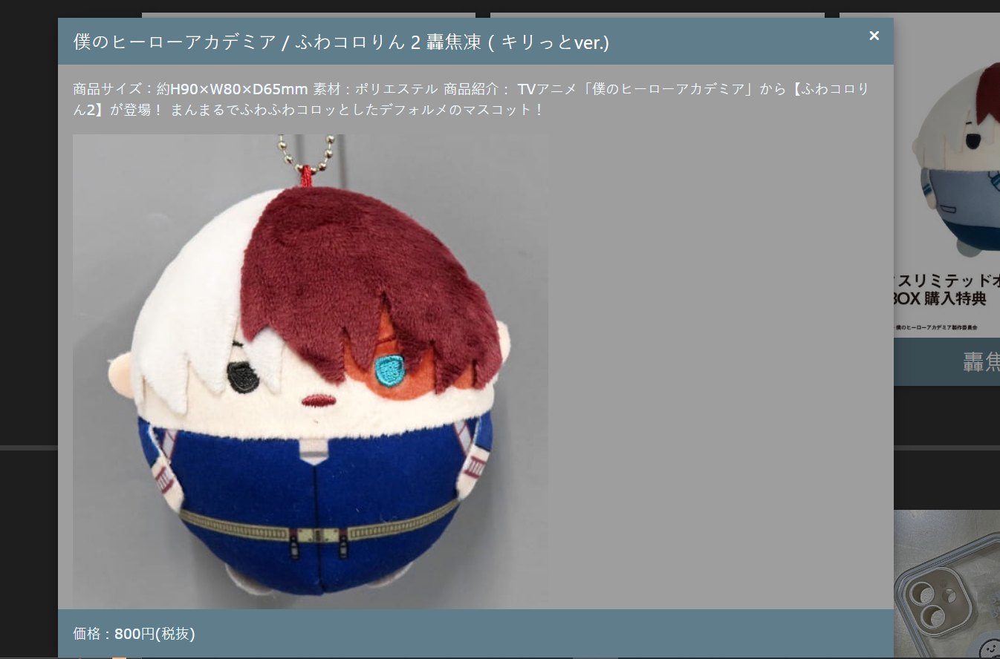 僕のヒーローアカデミア / ふわコロりん 2 轟焦凍 ( キリっとver.)
×
商品サイズ：約H90×W80×D65mm 素材：ポリエステル 商品紹介： TVアニメ「僕のヒーローアカデミア」から【ふわコロり
ん2】が登場！ まんまるでふわふわコロッとしたデフォルメのマスコット！
スリミテッド
BOX 購入特典
僕のヒーローアカデミア製作委員会
轟焦
価格：800円(税抜)